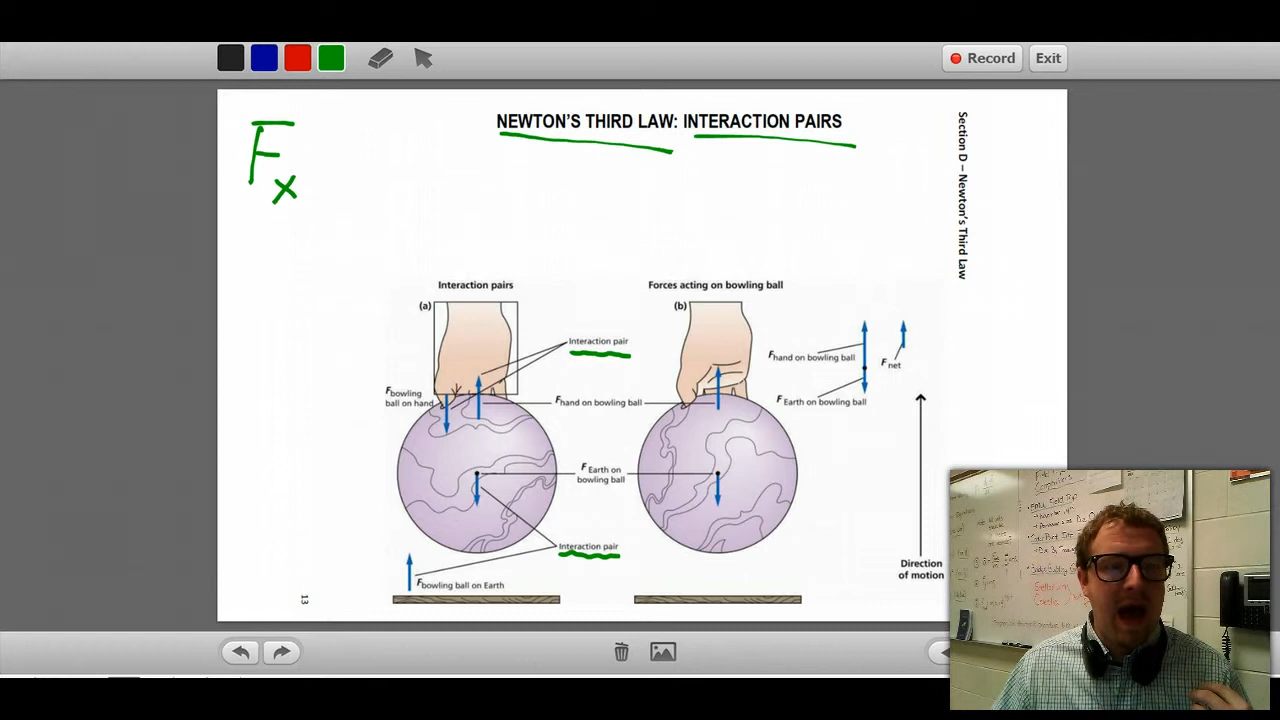 Record
Exit
NEWTON'S THIRD LAW: INTERACTION PAIRS
F
x
Section D – Newton's Third Law
Interaction pairs
Forces acting on bowling ball
(a)
(b)
Interaction pair
F hand on bowling ball
F net
F bowling
ball on hand
F hand on bowling ball
F Earth on bowling ball
F Earth on
bowling ball
Interaction pair
F bowling ball on Earth
Direction
of motion
13